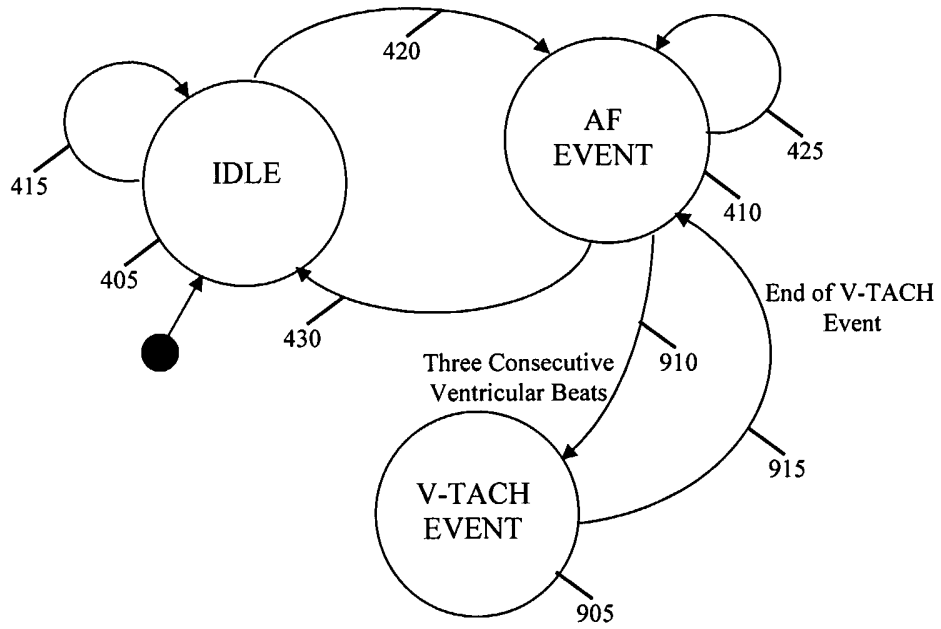 420
AF
EVENT
425
IDLE
415
410
405
End of V-TACH
Event
430
910
Three Consecutive
Ventricular Beats
915
V-TACH
EVENT
905